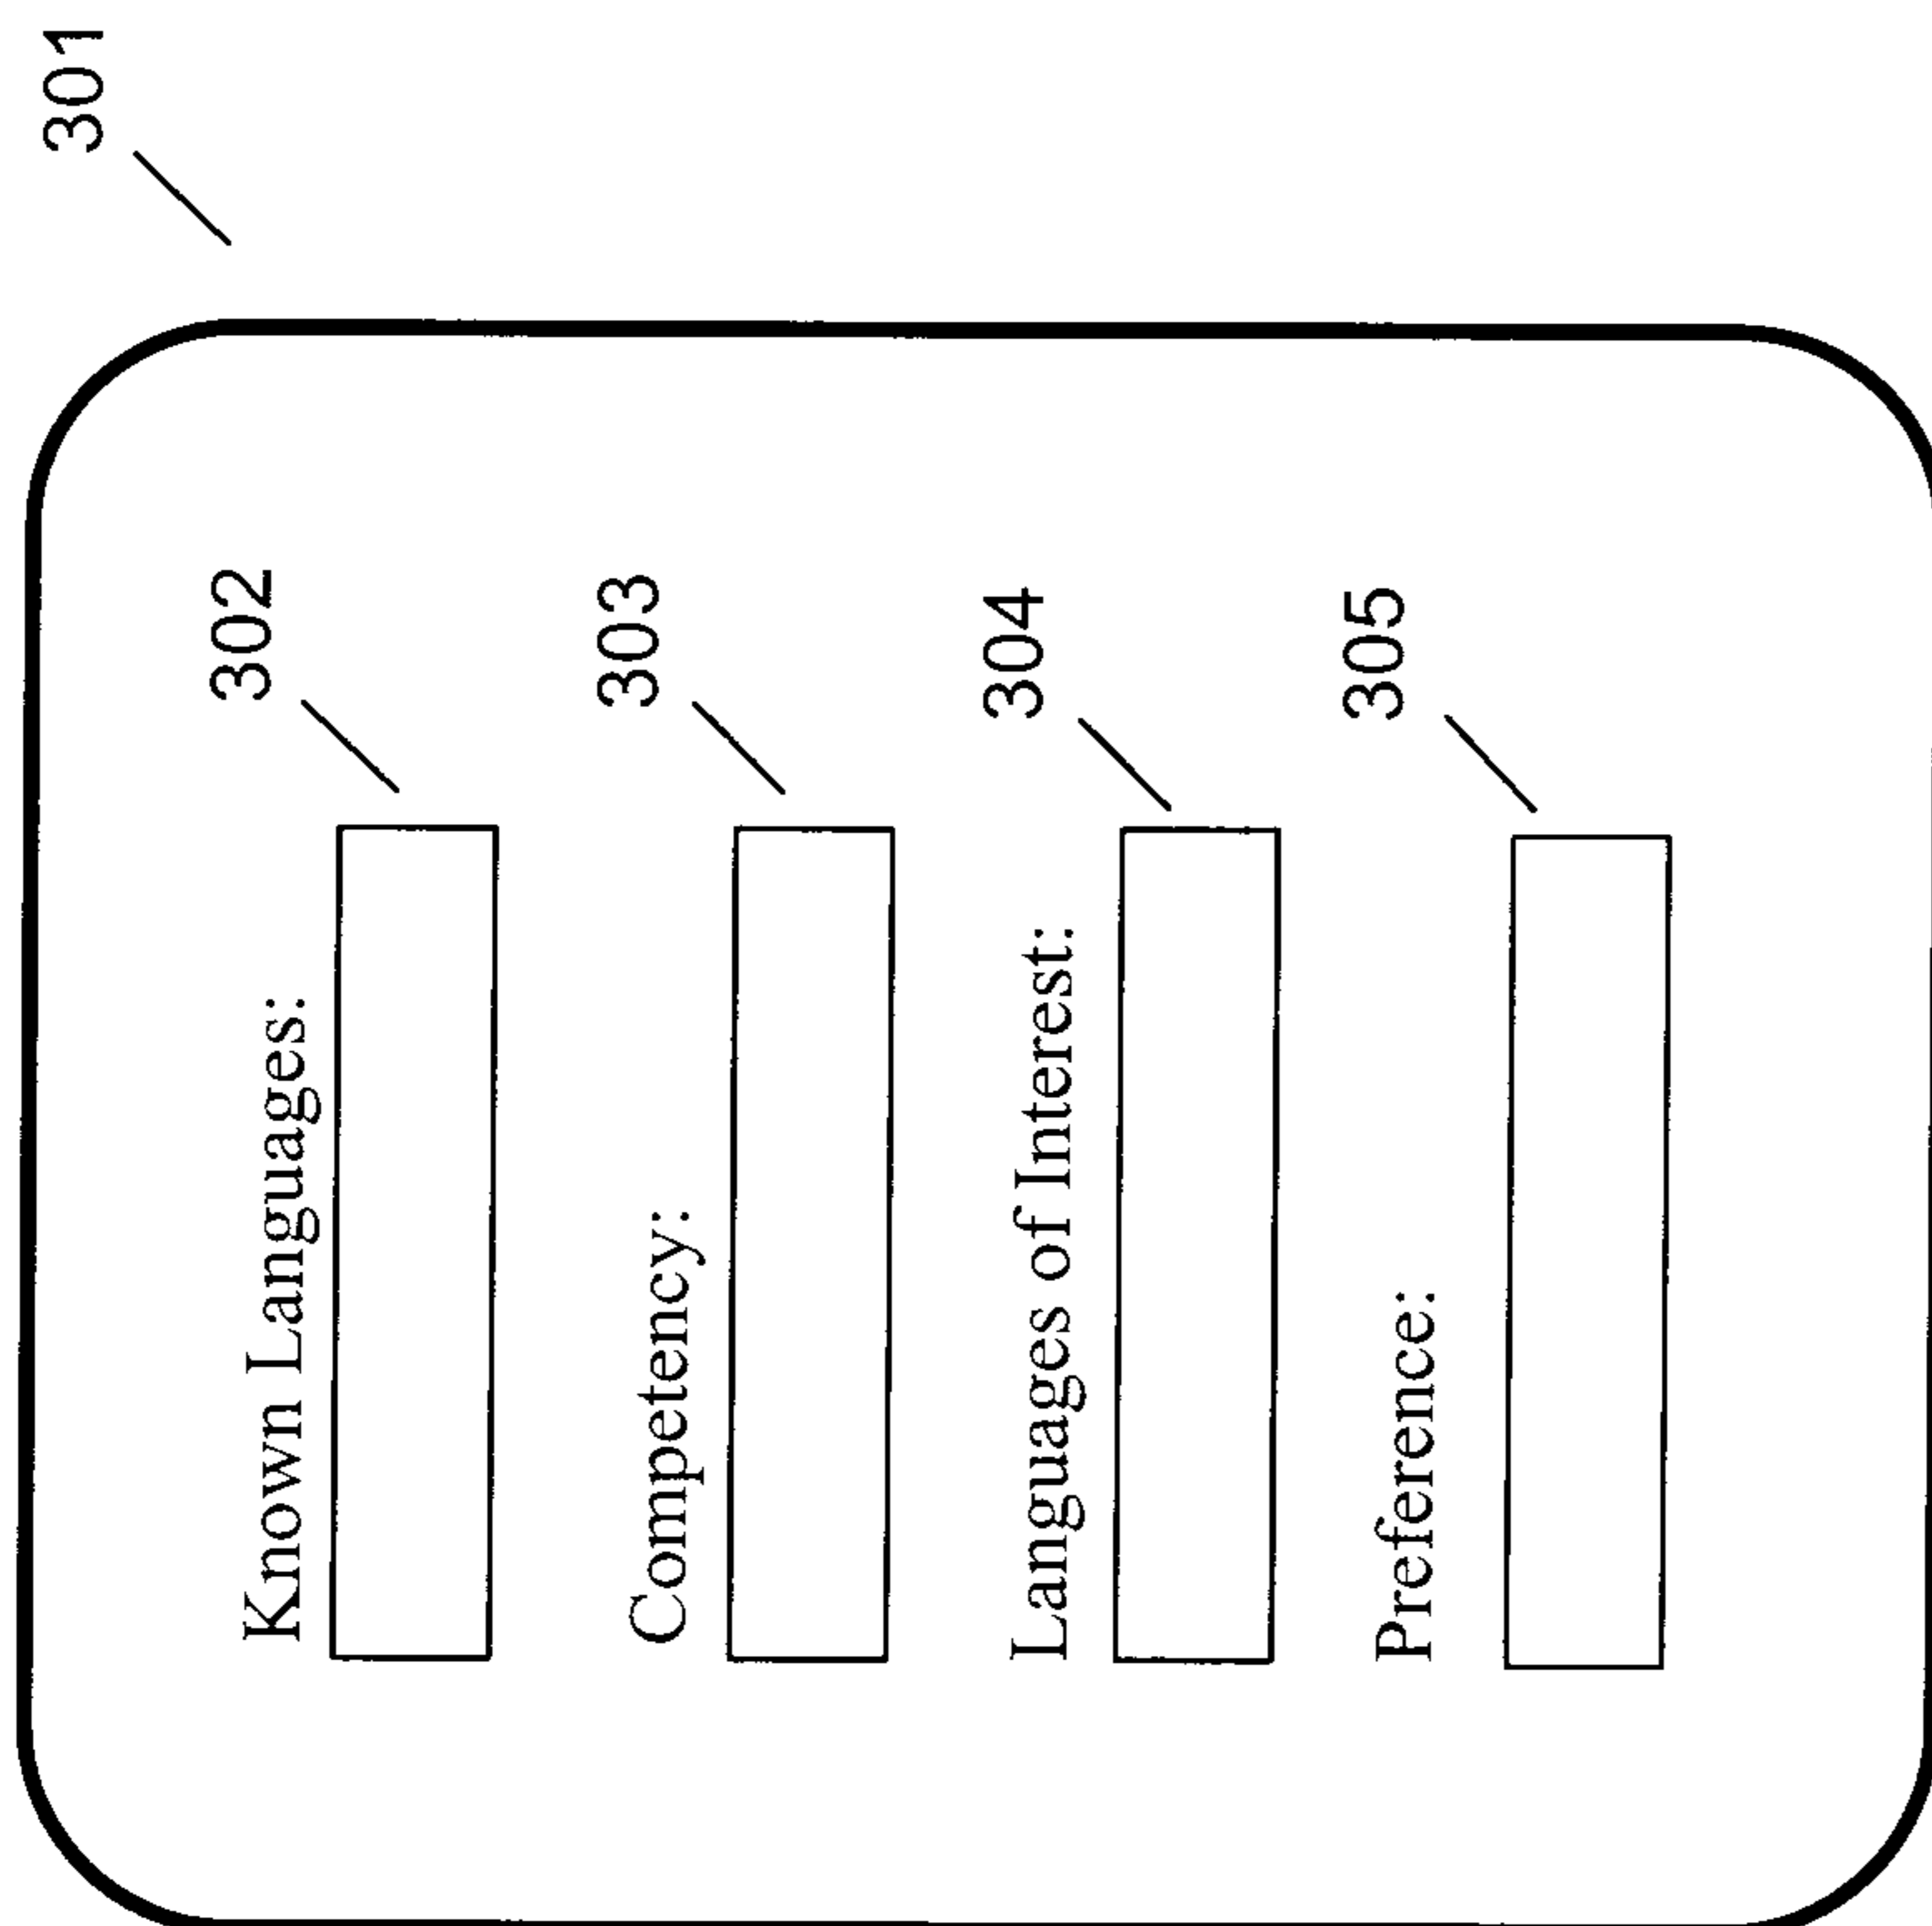 301
Known Languages:
302
Competency:
303
Languages of Interest:
304
Preference:
305